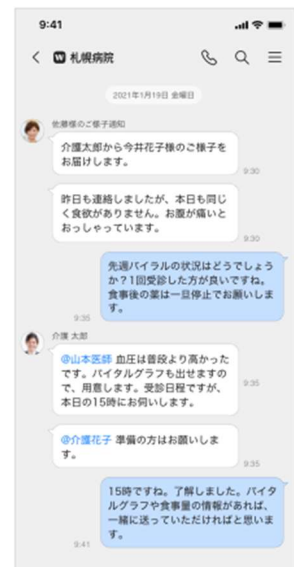 9:41
W 札幌病院
2021年1月19日 金曜日
佐藤様のご様子通知
介護太郎から今井花子様のご様子を
お届けします。
9:30
昨日も連絡しましたが、本日も同じ
く食欲がありません。お腹が痛いと
おっしゃっています。
9:30
先週バイラルの状況はどうでしょう
か？1回受診した方が良いですね。
食事後の薬は一旦停止でお願いしま
す。
9:35
介護 太郎
@山本医師 血圧は普段より高かった
です。バイタルグラフも出せますの
で、用意します。受診日程ですが、
本日の15時にお伺いします。
9:35
@介護花子 準備の方はお願いしま
す。
9:35
15時ですね。了解しました。バイタ
ルグラフや食事量の情報があれば、
一緒に送っていただければと思いま
す。
9:41